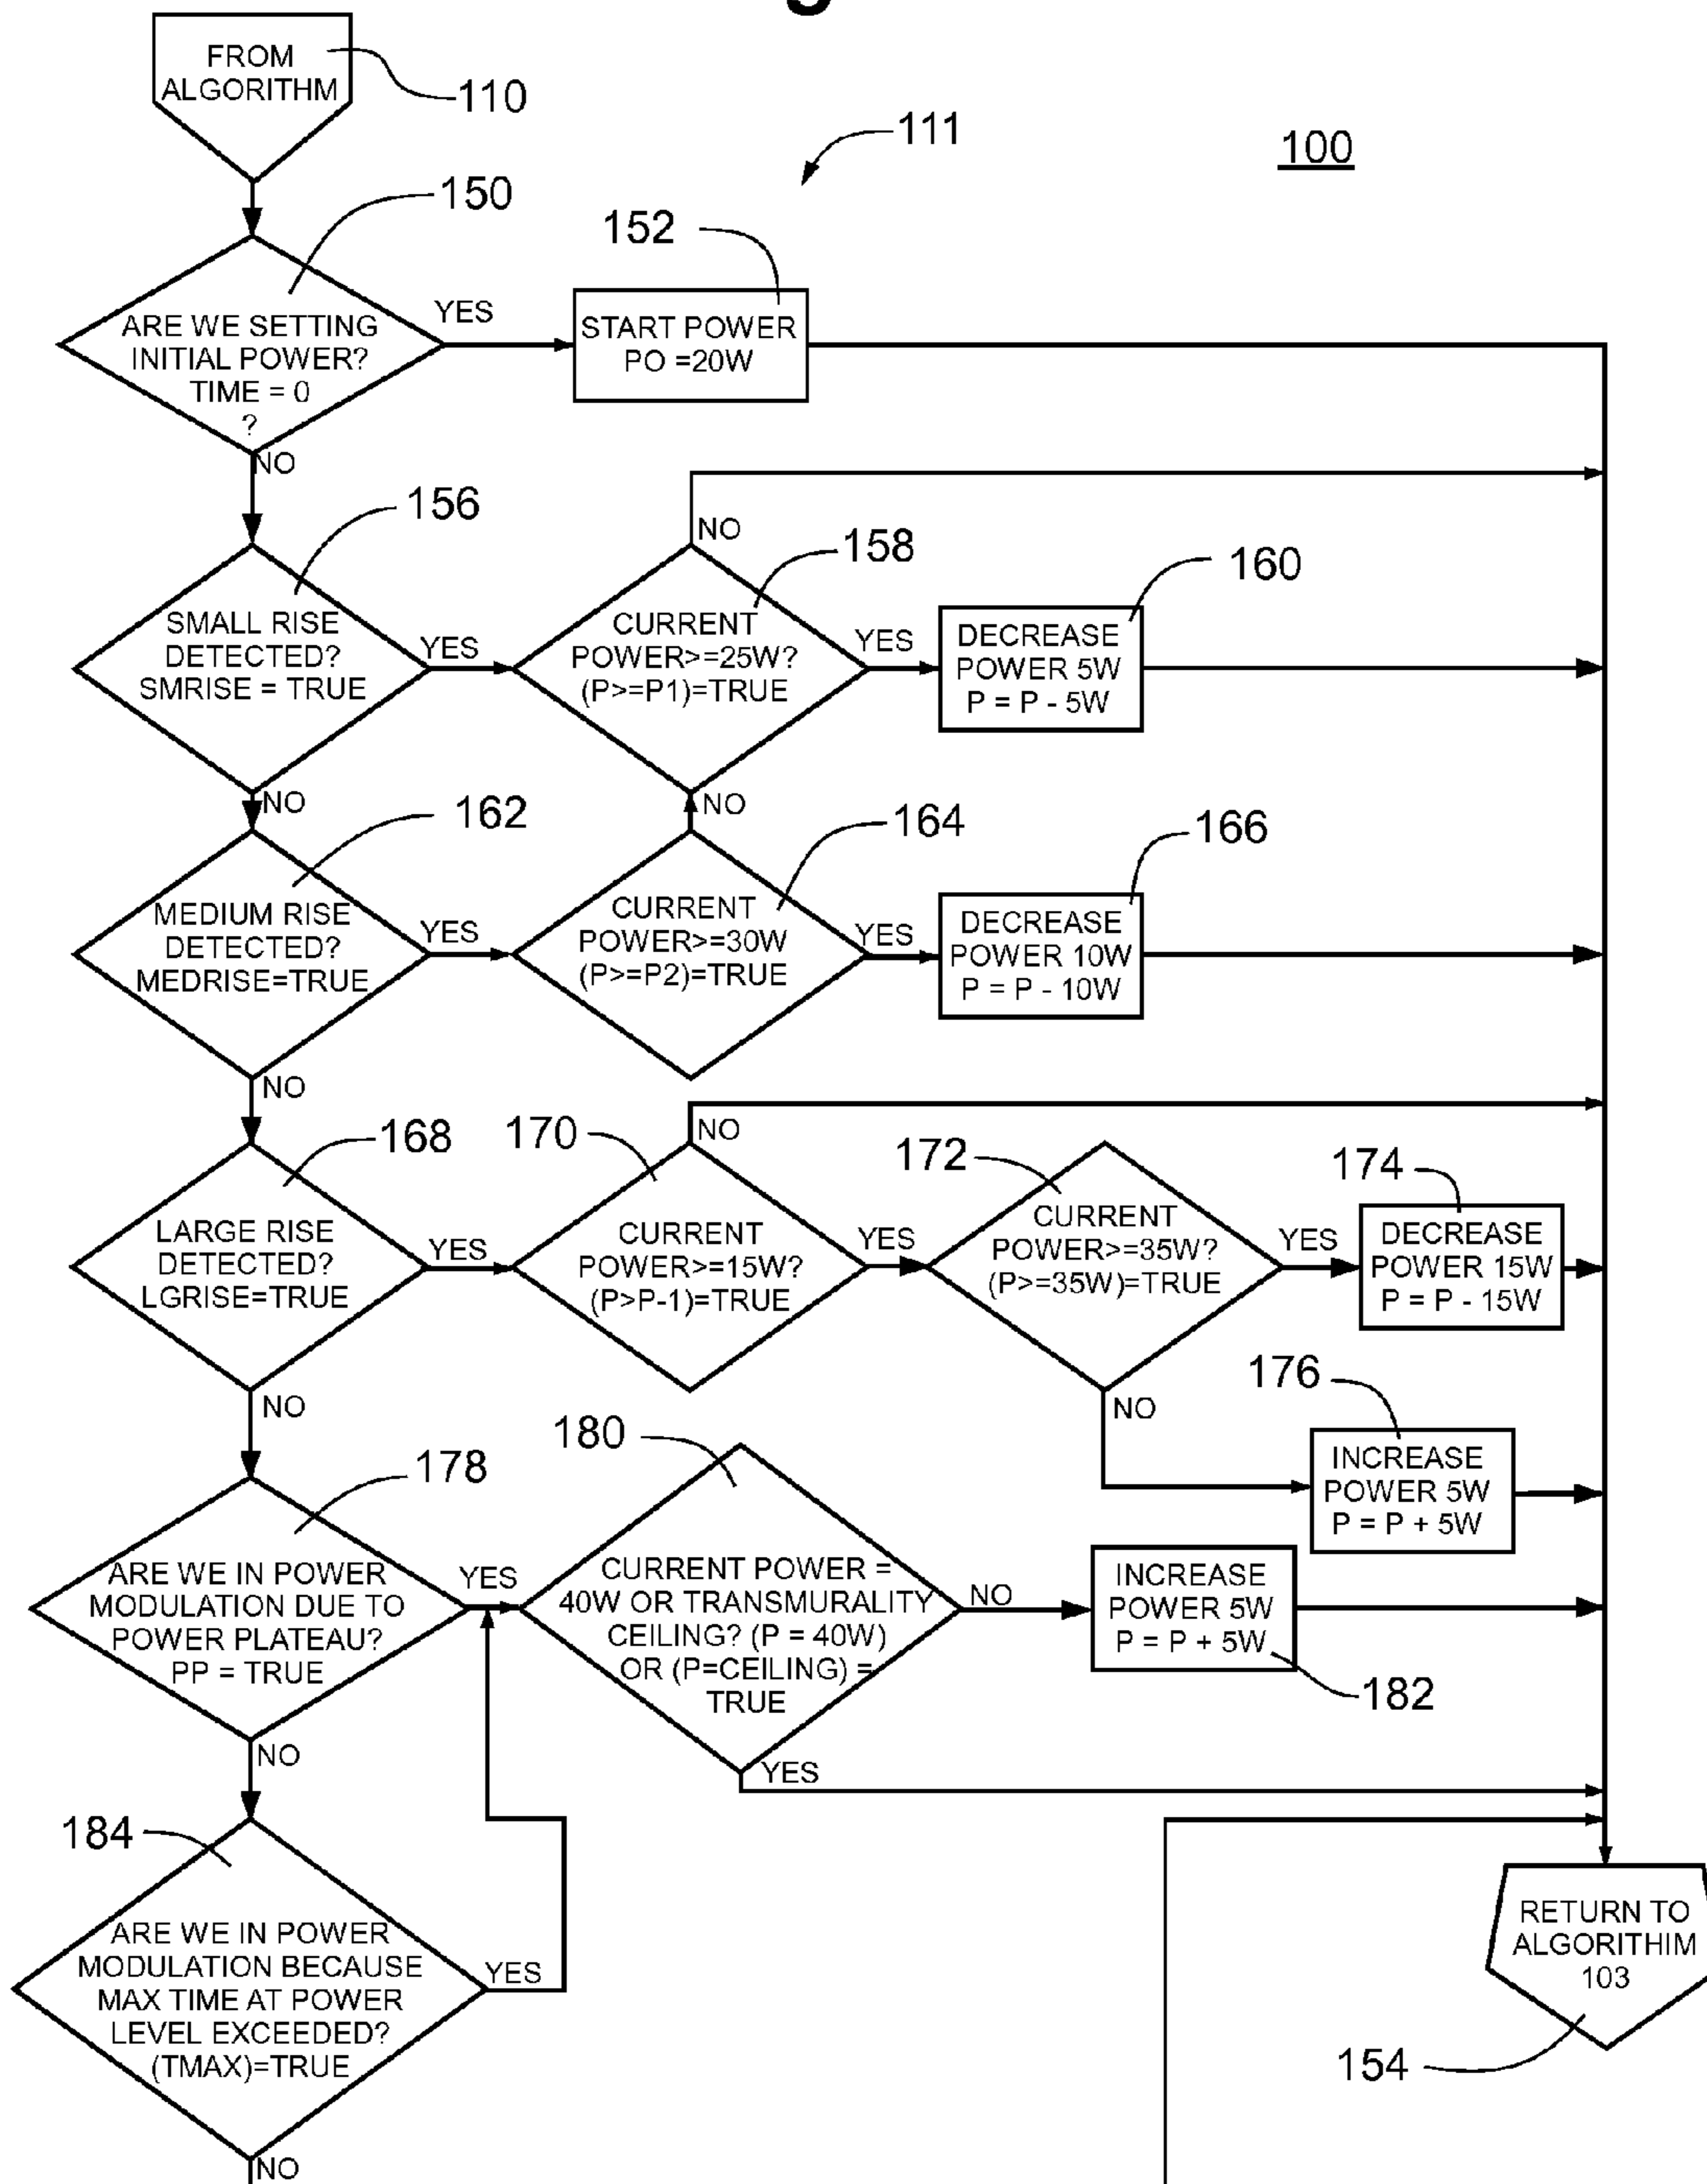 FROM
ALGORITHM
110
111
100
150
152
ARE WE SETTING
INITIAL POWER?
TIME = 0
?
YES
START POWER
PO =20W
NO
156
SMALL RISE
DETECTED?
SMRISE = TRUE
YES
NO
158
CURRENT
POWER>=25W?
(P>=P1)=TRUE
YES
160
DECREASE
POWER 5W
P = P - 5W
NO
162
MEDIUM RISE
DETECTED?
MEDRISE=TRUE
YES
NO
164
CURRENT
POWER>=30W
(P>=P2)=TRUE
YES
166
DECREASE
POWER 10W
P = P - 10W
NO
168
LARGE RISE
DETECTED?
LGRISE=TRUE
YES
170
NO
CURRENT
POWER>=15W?
(P>P-1)=TRUE
YES
172
CURRENT
POWER>=35W?
(P>=35W)=TRUE
YES
174
DECREASE
POWER 15W
P = P - 15W
NO
176
INCREASE
POWER 5W
P = P + 5W
NO
178
ARE WE IN POWER
MODULATION DUE TO
POWER PLATEAU?
PP = TRUE
YES
180
CURRENT POWER =
40W OR TRANSMURALITY
CEILING? (P = 40W)
OR (P=CEILING) =
TRUE
NO
INCREASE
POWER 5W
P = P + 5W
182
YES
NO
184
ARE WE IN POWER
MODULATION BECAUSE
MAX TIME AT POWER
LEVEL EXCEEDED?
(TMAX)=TRUE
YES
NO
RETURN TO
ALGORITHIM
103
154